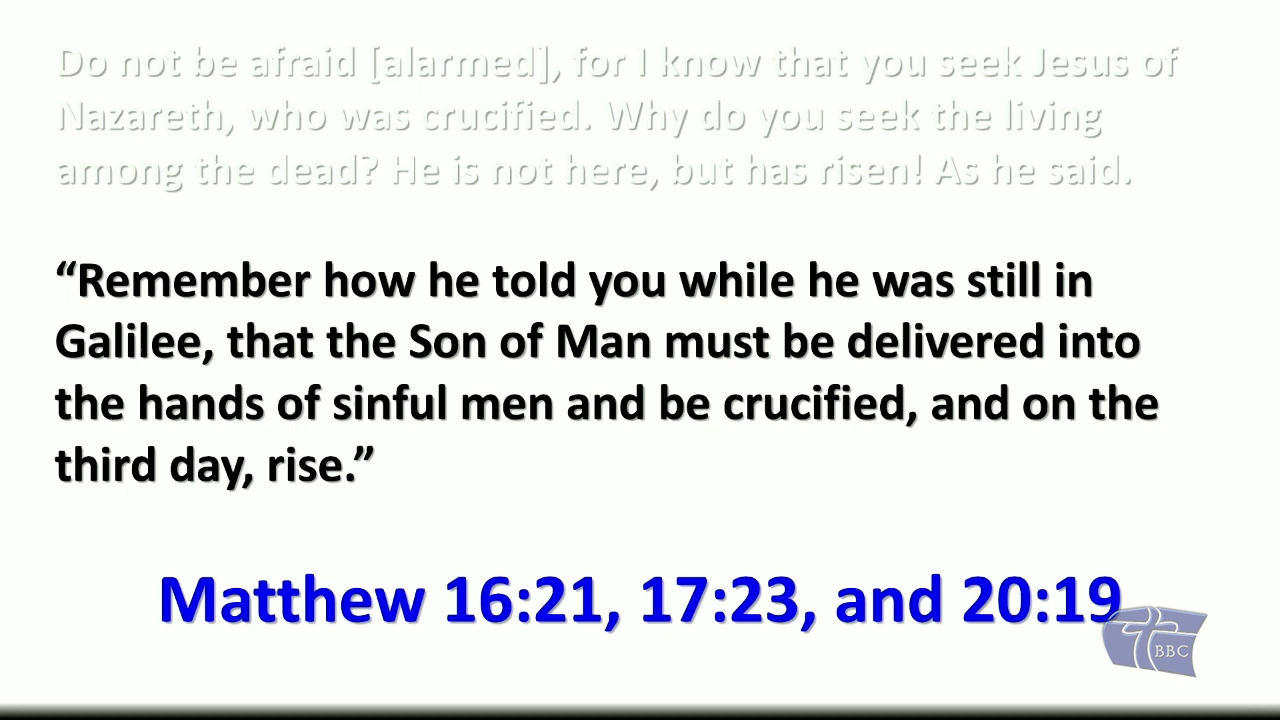 Do not be afraid [alarmed], for I know that you seek Jesus of
Nazareth, who was crucified. Why do you seek the living
among the dead? He is not here, but has risen! As he said.
“Remember how he told you while he was still in
Galilee, that the Son of Man must be delivered into
the hands of sinful men and be crucified, and on the
third day, rise.”
Matthew 16:21, 17:23, and 20:19
BBC